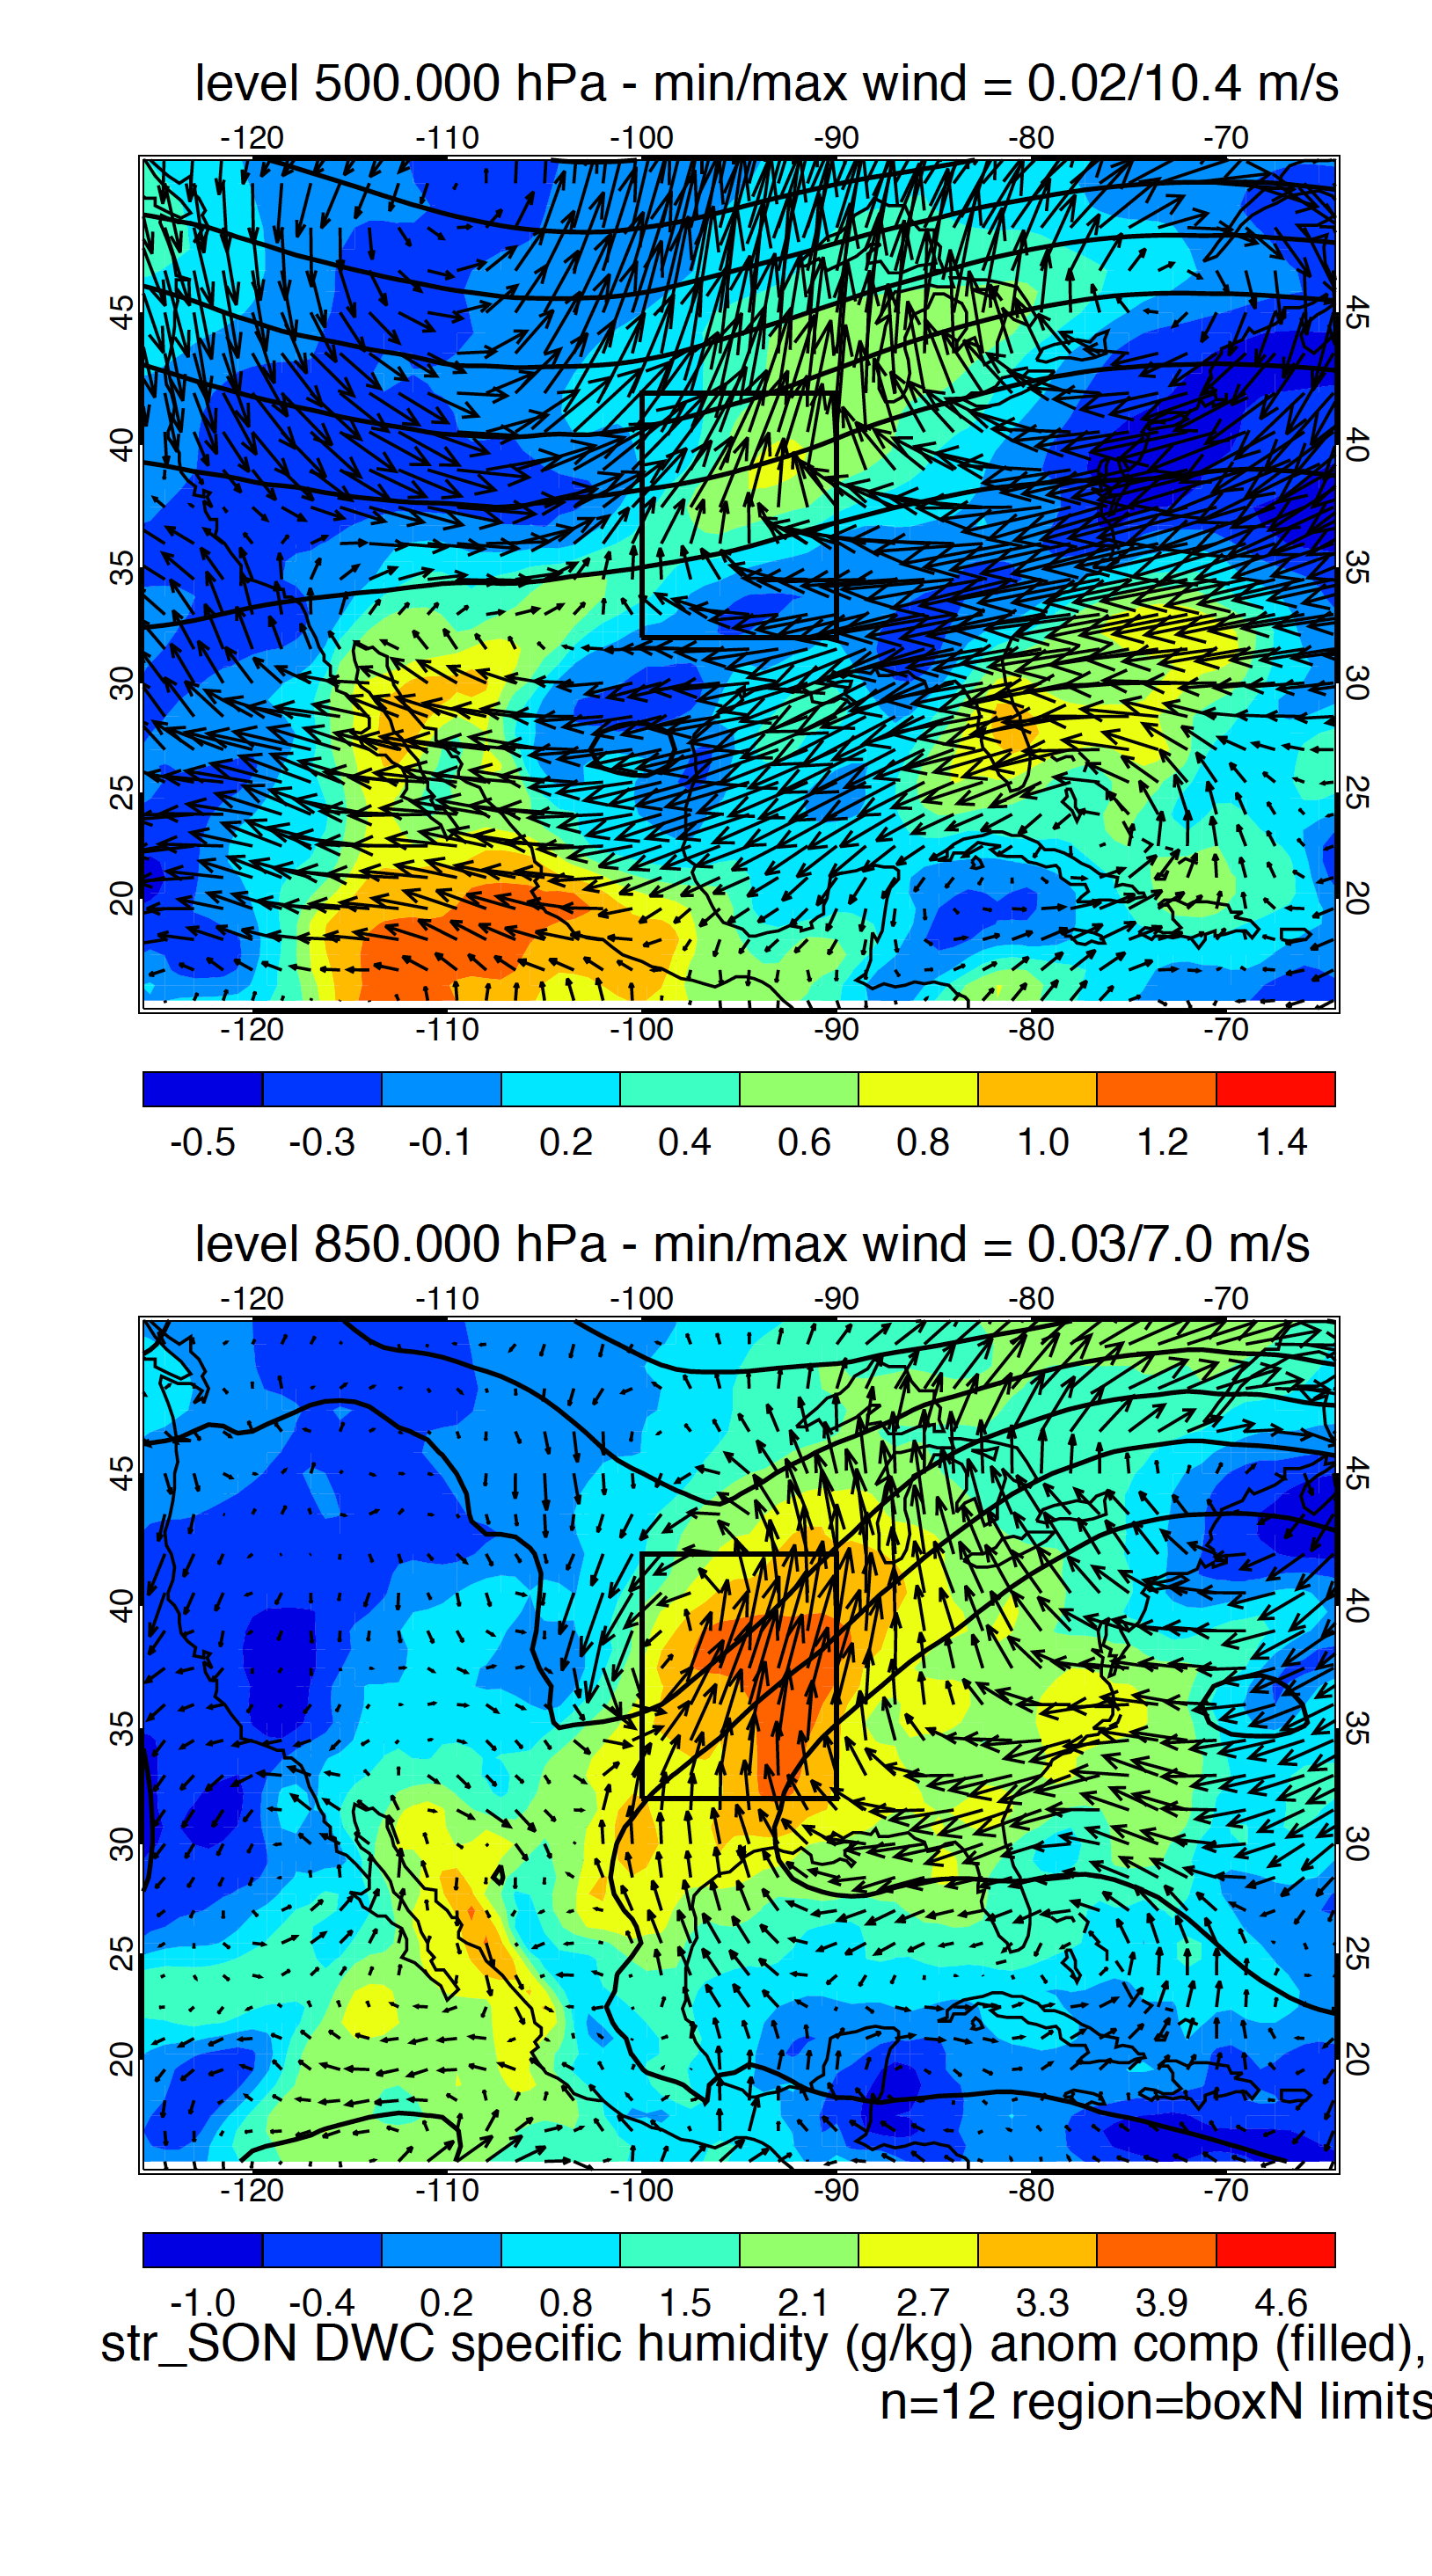 level 500.000 hPa - min/max wind = 0.02/10.4 m/s
-120 -110 -100 -90 -80 -70
45 45
40 40
35 35
30 30
25 25
20 20
-120 -110 -100 -90 -80 -70
-0.5 -0.3 -0.1 0.2 0.4 0.6 0.8 1.0 1.2 1.4
level 850.000 hPa - min/max wind = 0.03/7.0 m/s
-120 -110 -100 -90 -80 -70
45 45
40 40
35 35
30 30
25 25
20 20
-120 -110 -100 -90 -80 -70
-1.0 -0.4 0.2 0.8 1.5 2.1 2.7 3.3 3.9 4.6
str_SON DWC specific humidity (g/kg) anom comp (filled),
n=12 region=boxN limits